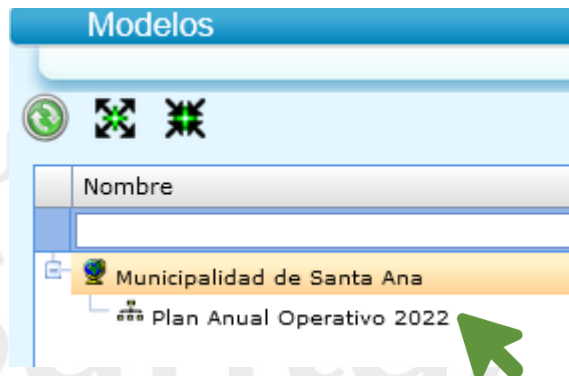 Modelos
Nombre
Municipalidad de Santa Ana
Plan Anual Operativo 2022